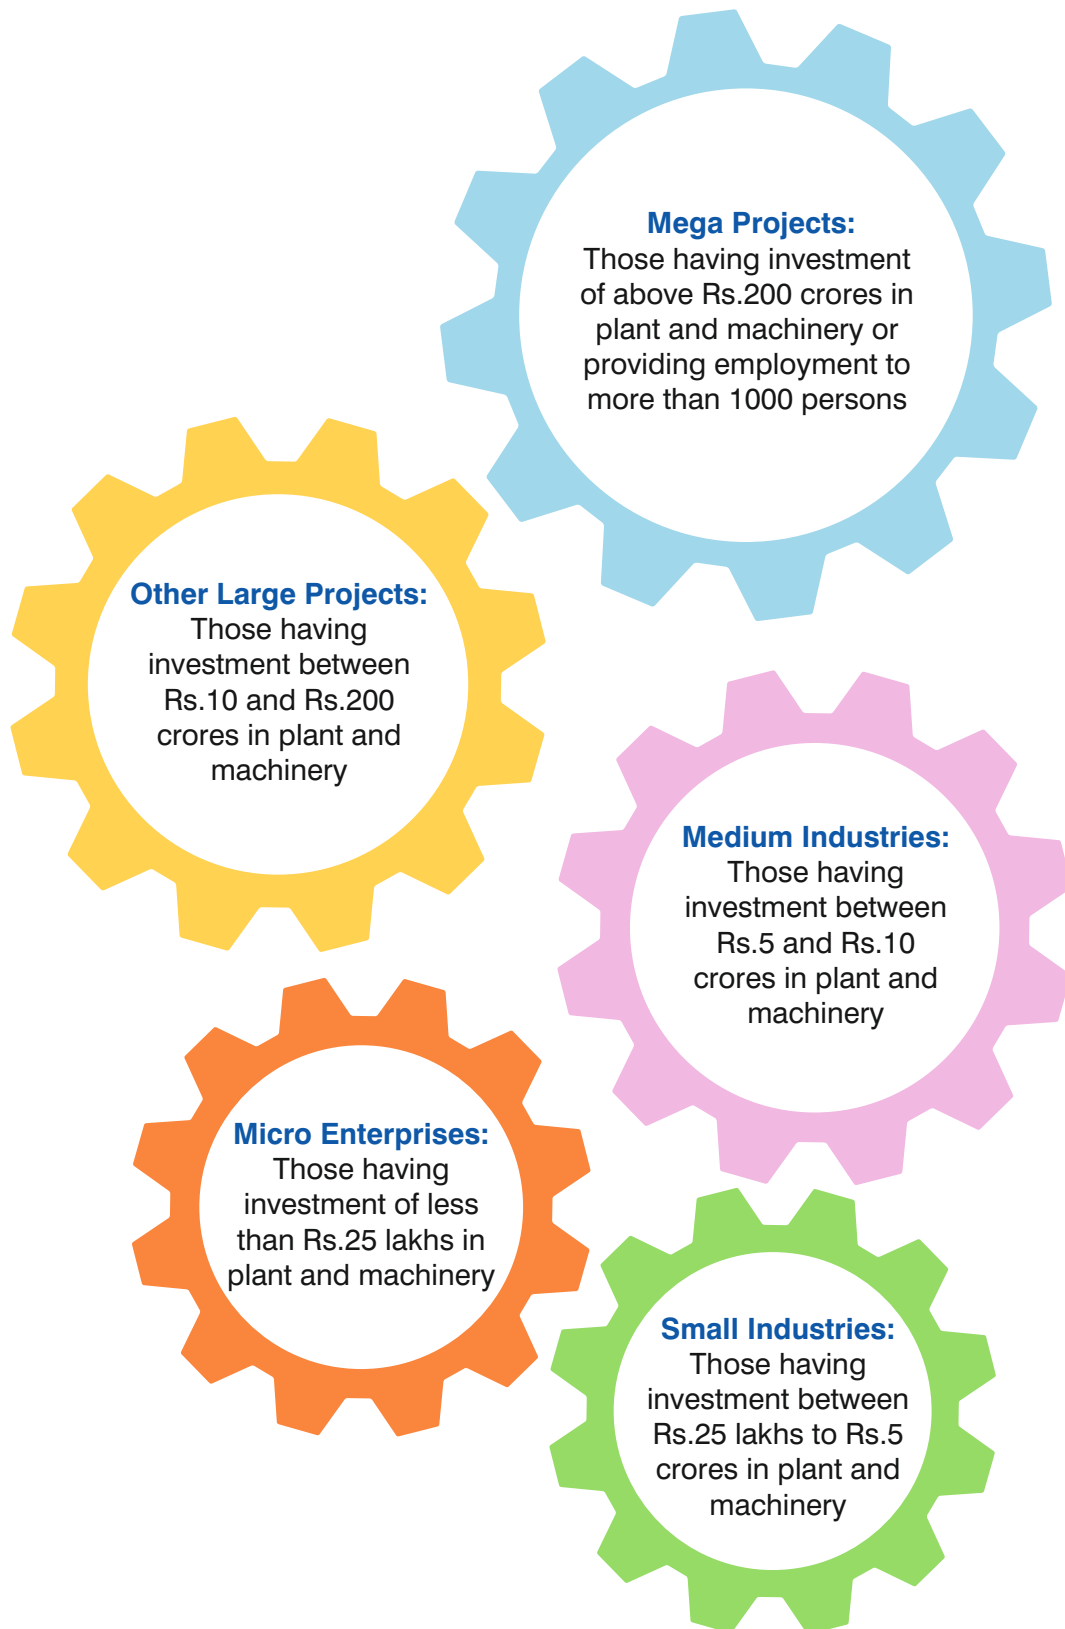 Mega Projects:
Those having investment
of above Rs.200 crores in
plant and machinery or
providing employment to
more than 1000 persons
Other Large Projects:
Those having
investment between
Rs.10 and Rs.200
crores in plant and
machinery
Medium Industries:
Those having
investment between
Rs.5 and Rs.10
crores in plant and
machinery
Micro Enterprises:
Those having
investment of less
than Rs.25 lakhs in
plant and machinery
Small Industries:
Those having
investment between
Rs.25 lakhs to Rs.5
crores in plant and
machinery